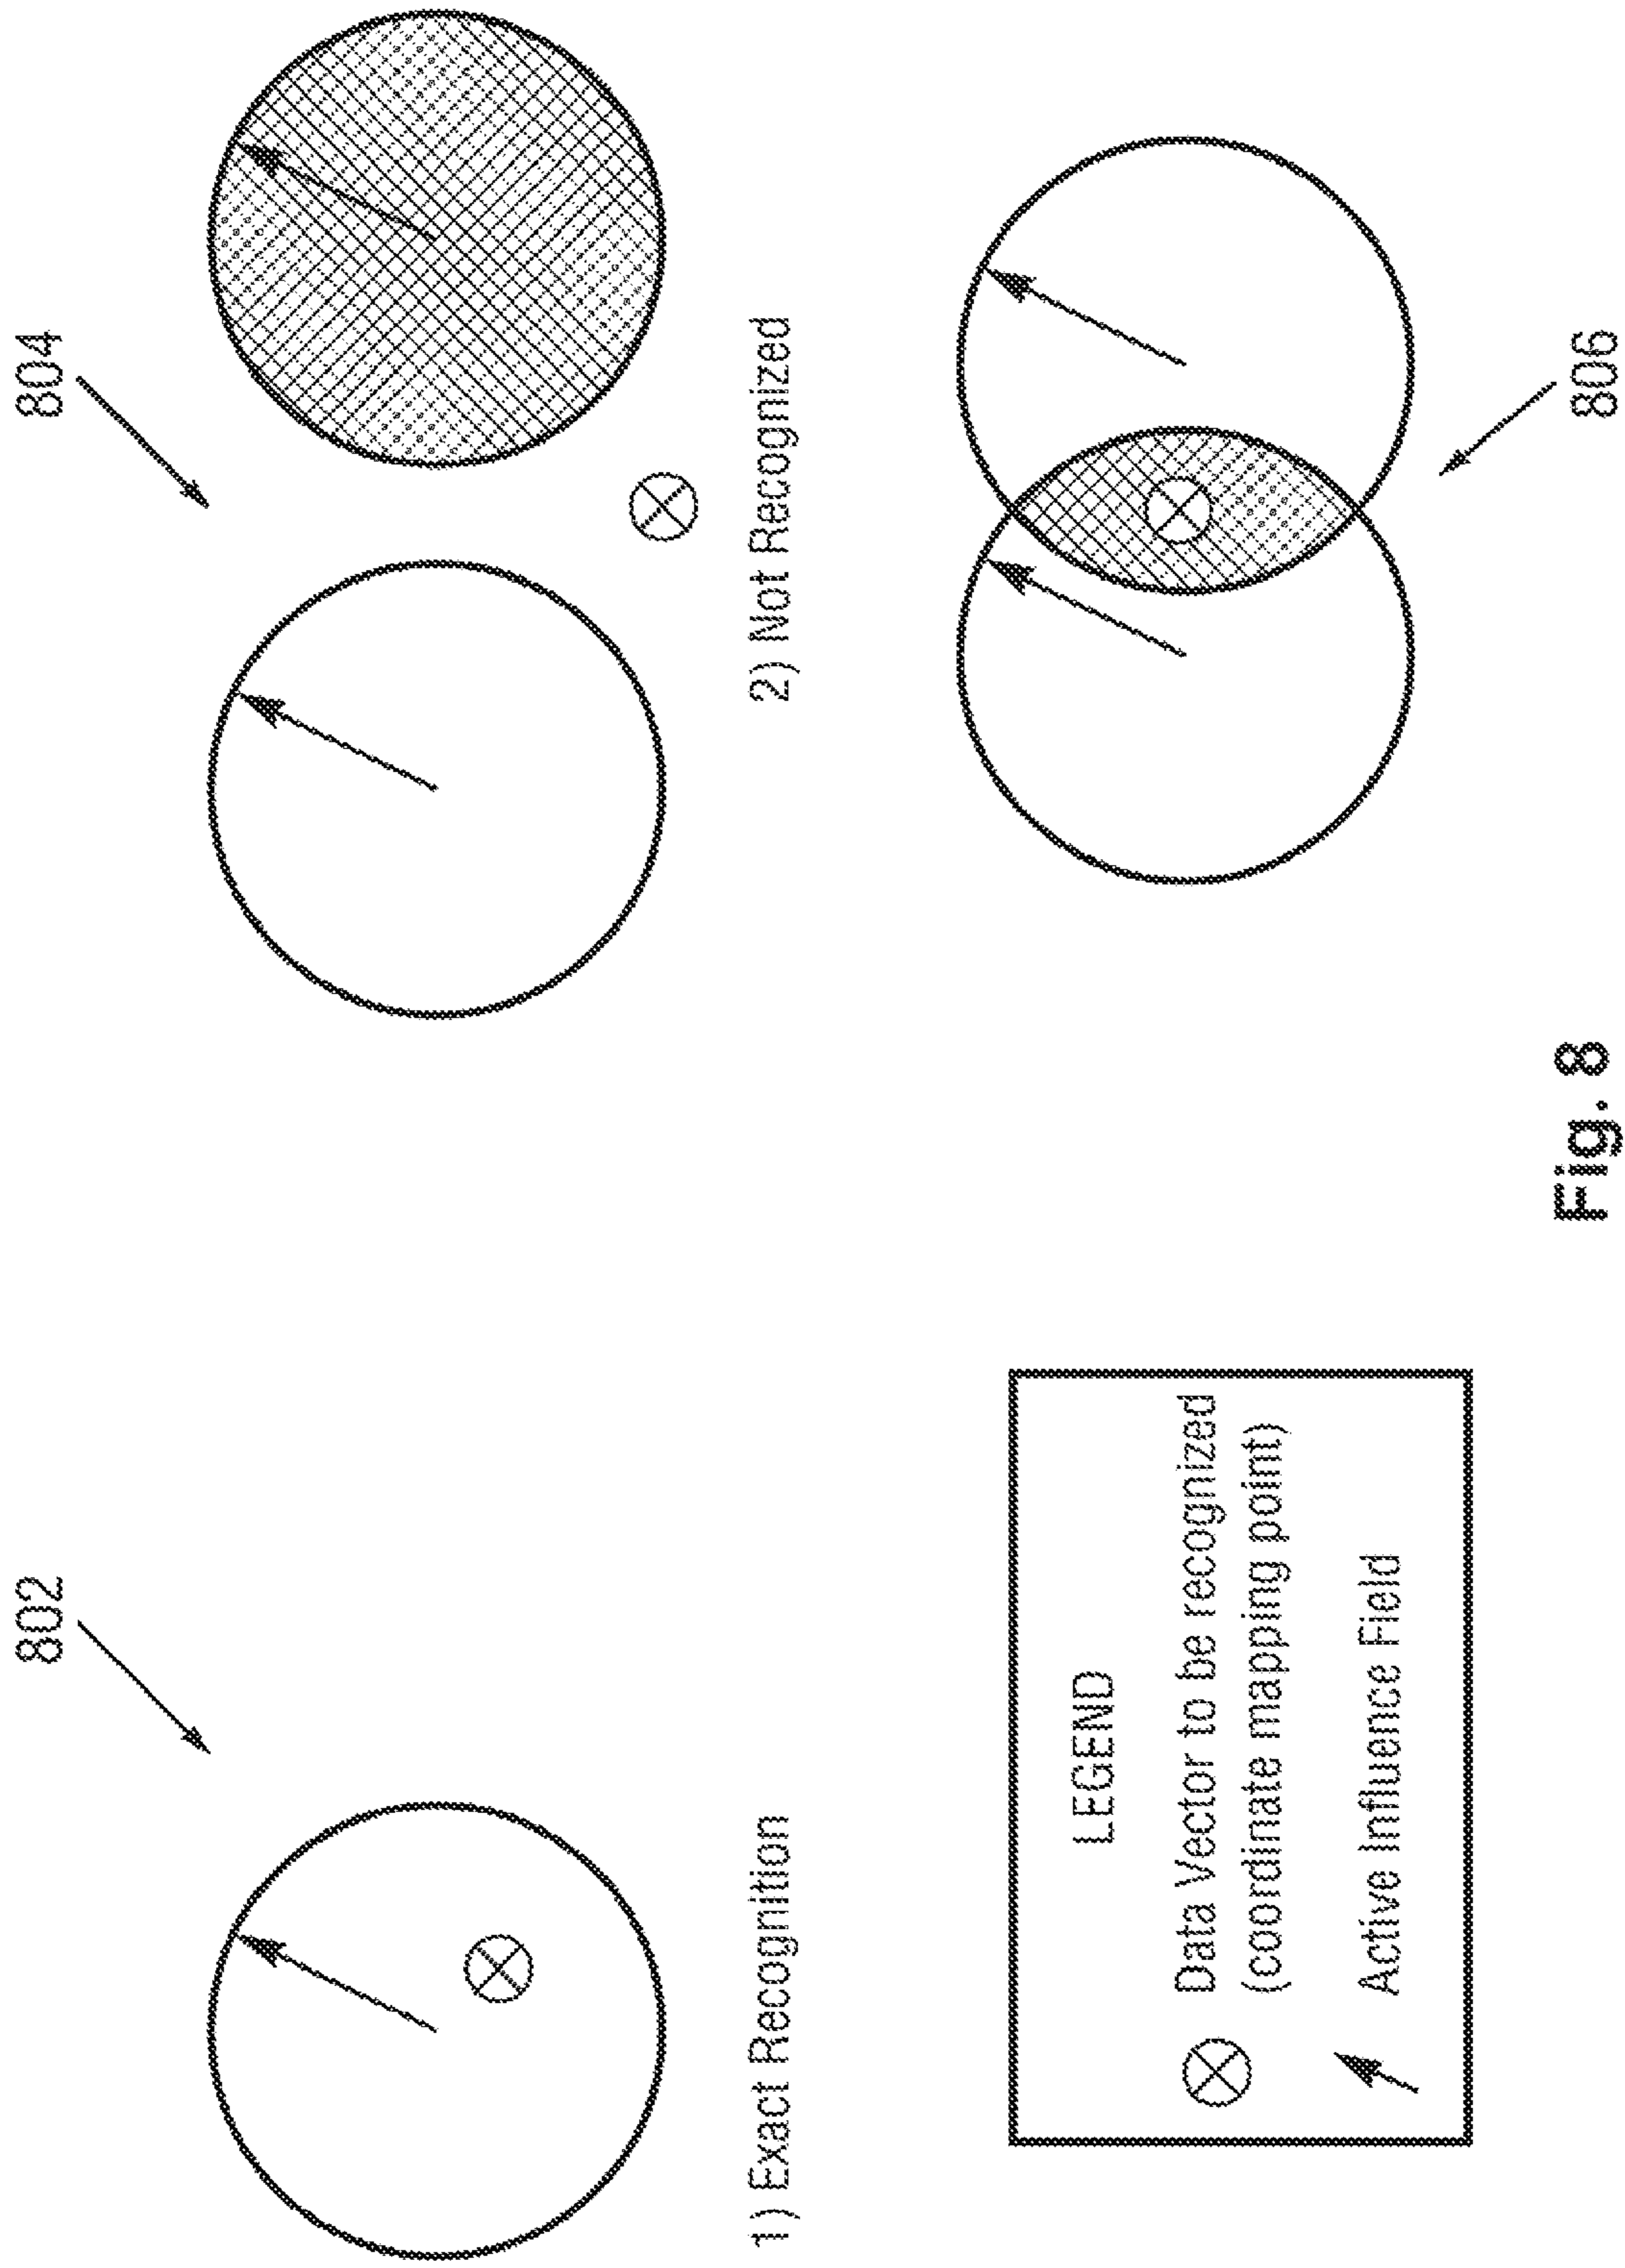 802
804
1) Exact Recognition
2) Not Recognized
LEGEND
Data Vector to be recognized
(coordinate mapping point)
Active Influence Field
806
Fig. 8